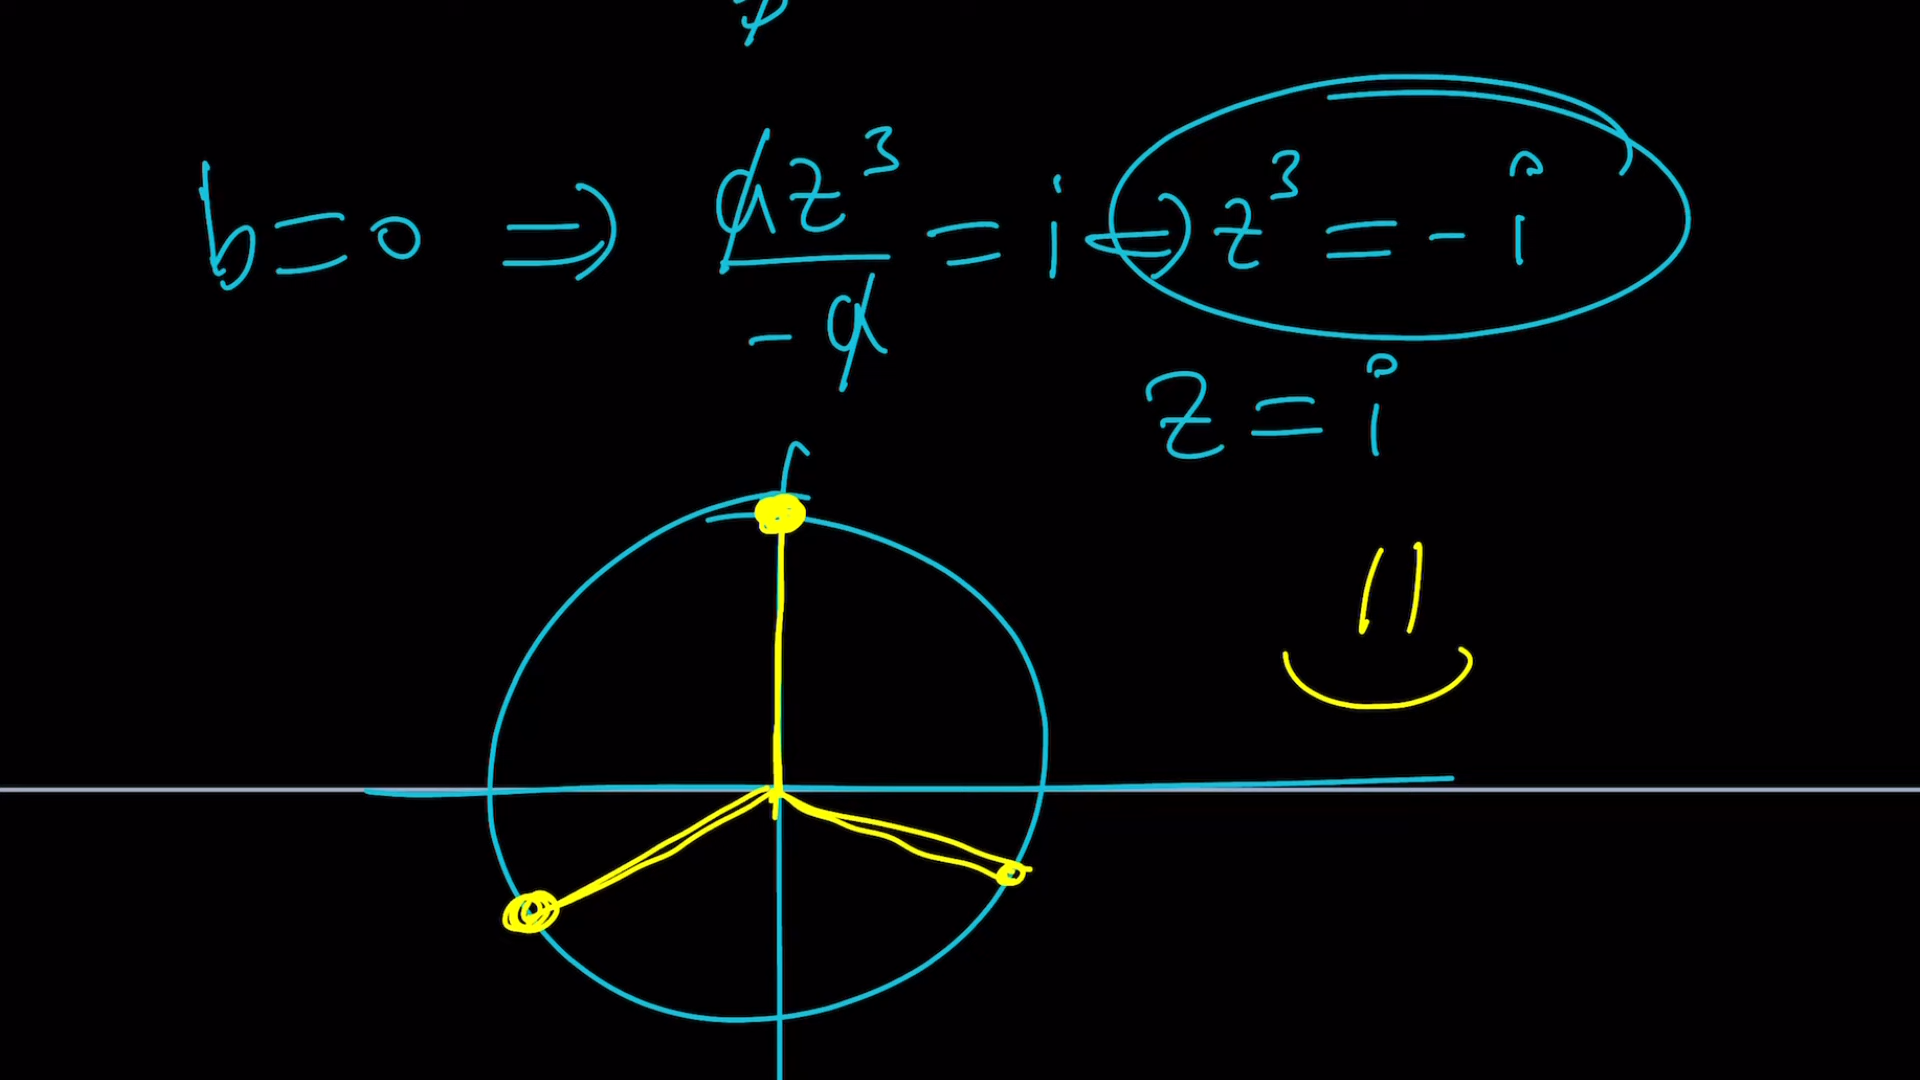 b=0 ⇒ az³/-a = i ⇒ z³ = -i
z = i